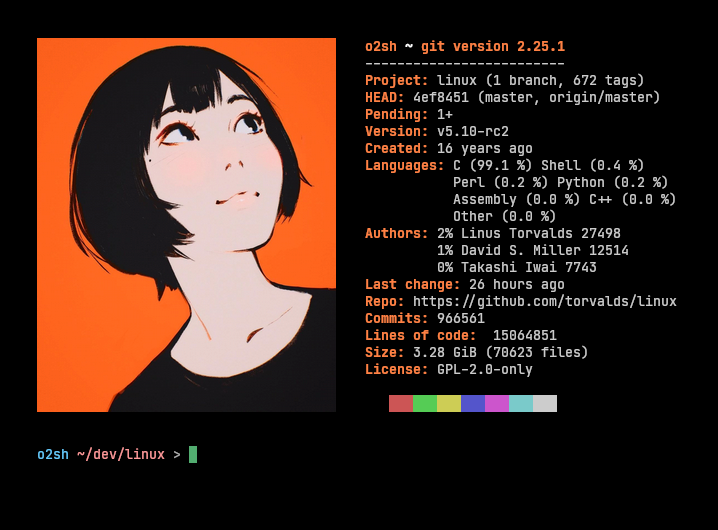 o2sh ~ git version 2.25.1
-------------------------
Project: linux (1 branch, 672 tags)
HEAD: 4ef8451 (master, origin/master)
Pending: 1+
Version: v5.10-rc2
Created: 16 years ago
Languages: C (99.1 %) Shell (0.4 %)
Perl (0.2 %) Python (0.2 %)
Assembly (0.0 %) C++ (0.0 %)
Other (0.0 %)
Authors: 2% Linus Torvalds 27498
1% David S. Miller 12514
0% Takashi Iwai 7743
Last change: 26 hours ago
Repo: https://github.com/torvalds/linux
Commits: 966561
Lines of code:  15064851
Size: 3.28 GiB (70623 files)
License: GPL-2.0-only
o2sh ~/dev/linux >